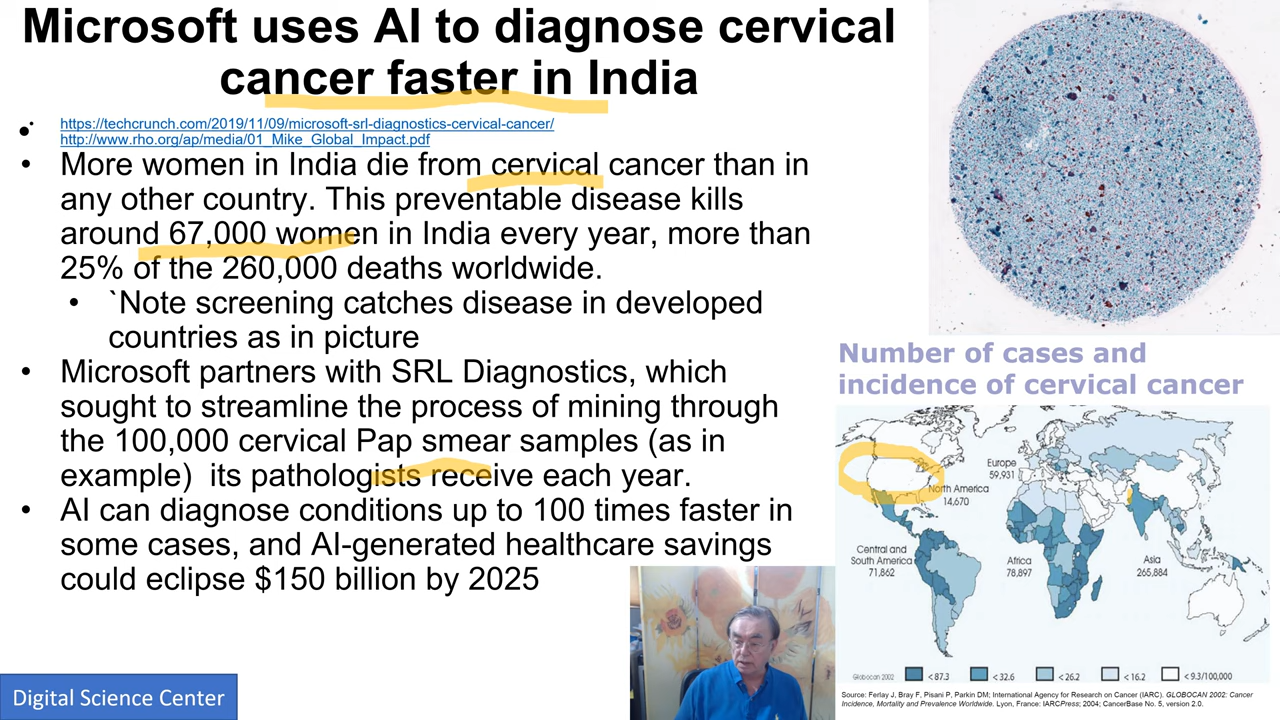 Microsoft uses AI to diagnose cervical
cancer faster in India
• https://techcrunch.com/2019/11/09/microsoft-srl-diagnostics-cervical-cancer/
• http://www.rho.org/ap/media/01_Mike_Global_Impact.pdf
• More women in India die from cervical cancer than in
any other country. This preventable disease kills
around 67,000 women in India every year, more than
25% of the 260,000 deaths worldwide.
• `Note screening catches disease in developed
countries as in picture
• Microsoft partners with SRL Diagnostics, which
sought to streamline the process of mining through
the 100,000 cervical Pap smear samples (as in
example) its pathologists receive each year.
• AI can diagnose conditions up to 100 times faster in
some cases, and AI-generated healthcare savings
could eclipse $150 billion by 2025
Digital Science Center
Number of cases and
incidence of cervical cancer
Europe
59,931
North America
14,670
Central and
South America
71,862
Africa
78,897
Asia
265,884
Globocan 2002
< 87.3
< 32.6
< 26.2
< 16.2
< 9.3/100,000
Source: Ferlay J, Bray F, Pisani P, Parkin DM; International Agency for Research on Cancer (IARC). GLOBOCAN 2002: Cancer
Incidence, Mortality and Prevalence Worldwide. Lyon, France: IARCPress; 2004; CancerBase No. 5, version 2.0.